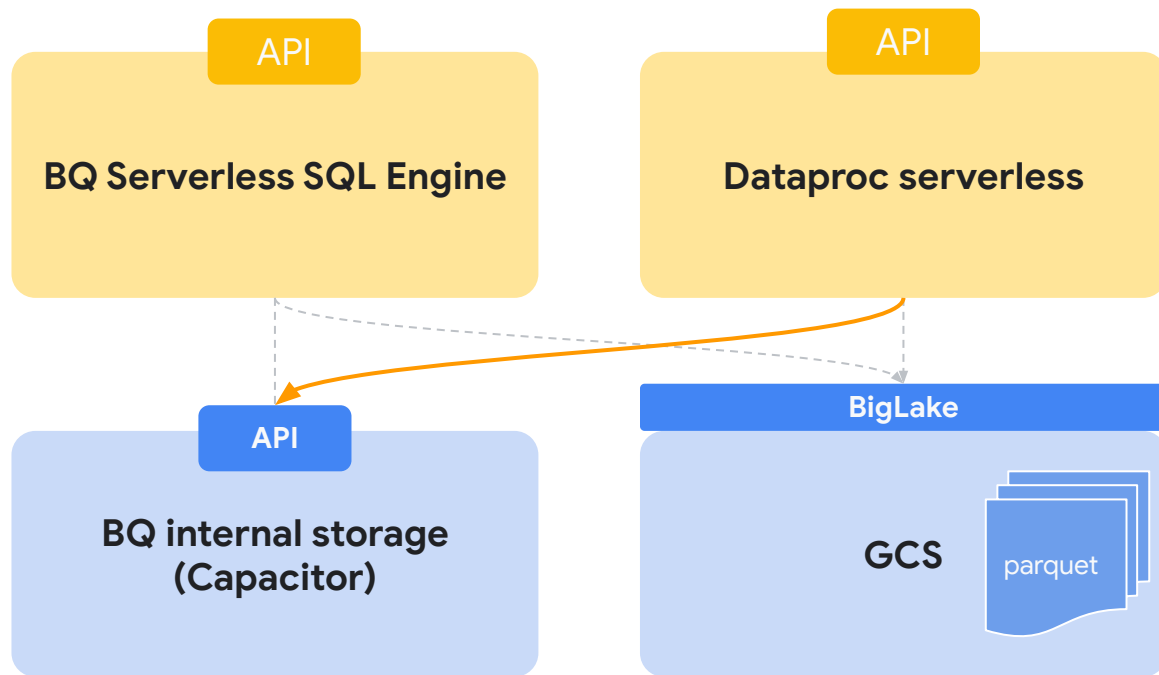 API
API
BQ Serverless SQL Engine
Dataproc serverless
BigLake
API
BQ internal storage
(Capacitor)
GCS
parquet